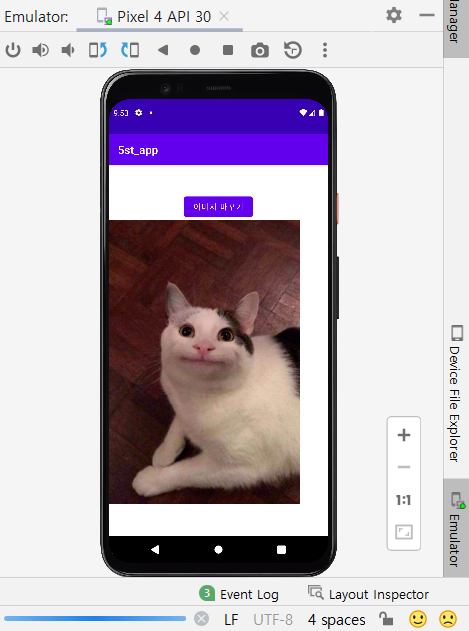 Emulator: Pixel 4 API 30
Manager
9:53
5st_app
이미지 바꾸기
Device File Explorer
1:1
Emulator
3 Event Log Layout Inspector
LF UTF-8 4 spaces